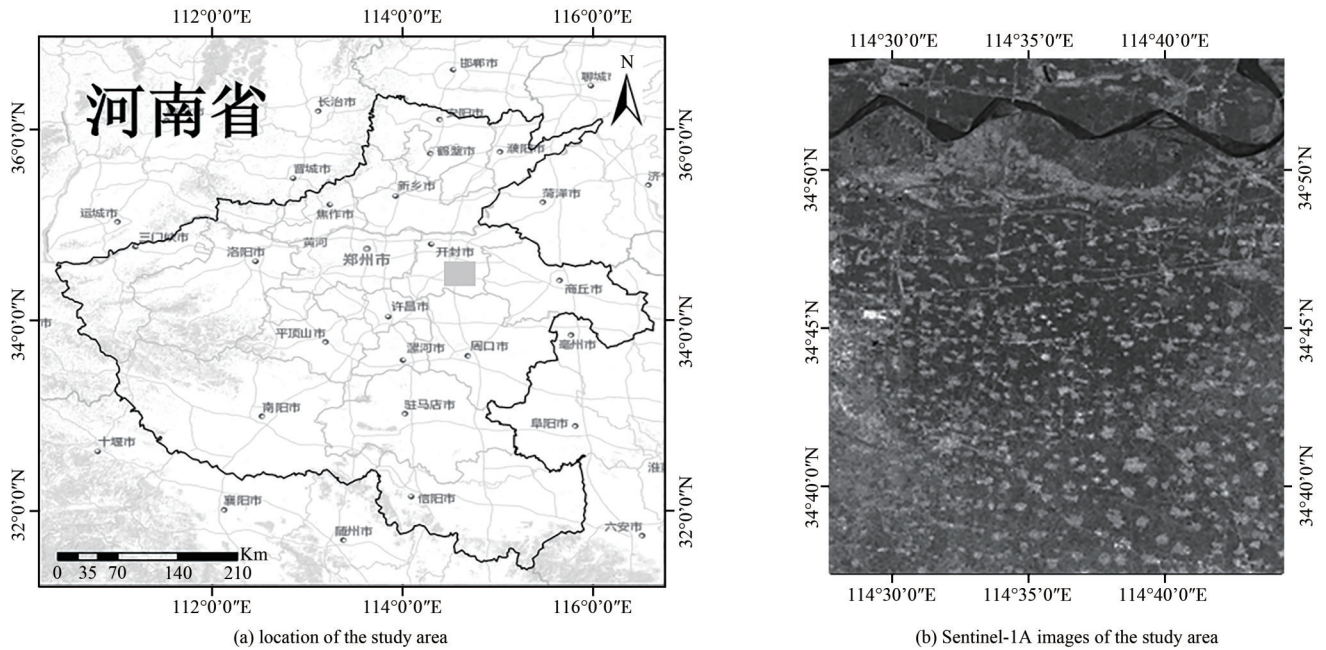 112°0′0″E 114°0′0″E 116°0′0″E
河南省
N
邯郸市
长治市
安阳市
鹤壁市
濮阳市
晋城市
新乡市
菏泽市
焦作市
运城市
三门峡市
洛阳市
黄河
郑州市
开封市
商丘市
许昌市
平顶山市
漯河市
周口市
亳州市
南阳市
驻马店市
阜阳市
十堰市
襄阳市
信阳市
随州市
六安市
36°0′0″N
34°0′0″N
32°0′0″N
36°0′0″N
34°0′0″N
32°0′0″N
Km
0 35 70 140 210
112°0′0″E 114°0′0″E 116°0′0″E
(a) location of the study area
114°30′0″E 114°35′0″E 114°40′0″E
34°50′N
34°45′N
34°40′0″N
34°50′N
34°45′N
34°40′0″N
114°30′0″E 114°35′0″E 114°40′0″E
(b) Sentinel-1A images of the study area